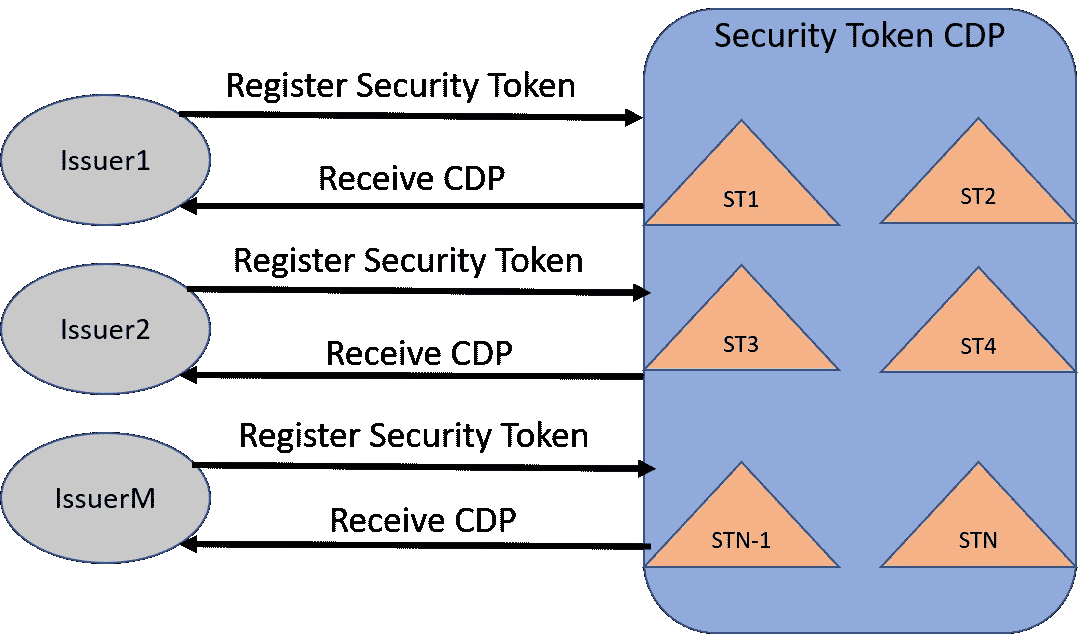 Security Token CDP
Register Security Token
Issuer1
Receive CDP
ST1
ST2
Register Security Token
Issuer2
Receive CDP
ST3
ST4
Register Security Token
IssuerM
Receive CDP
STN-1
STN